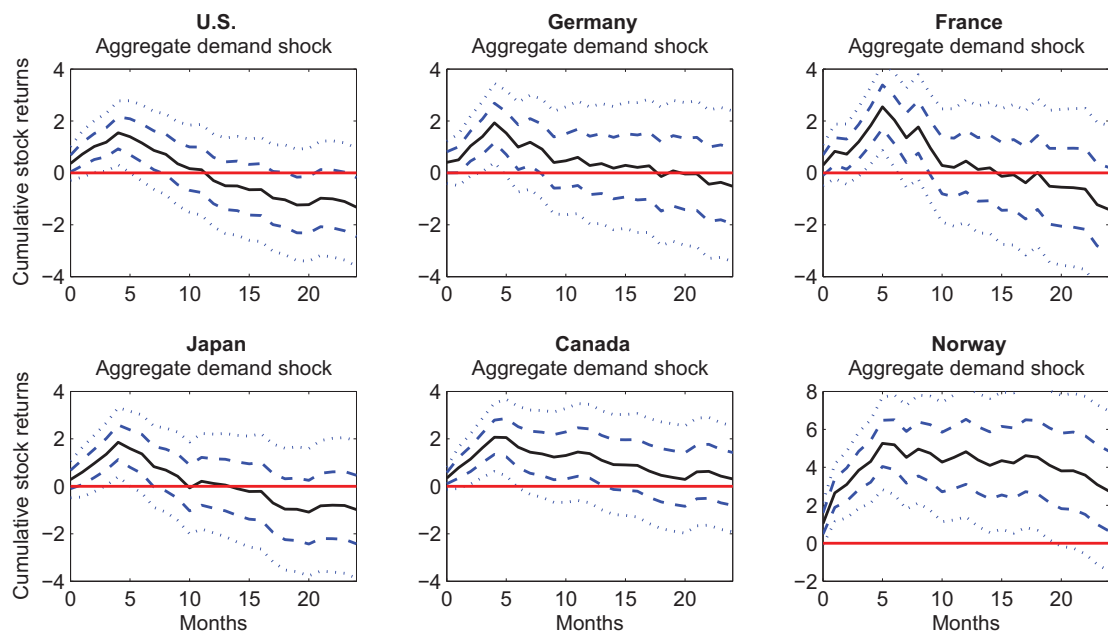 U.S.
Aggregate demand shock
Germany
Aggregate demand shock
France
Aggregate demand shock
Cumulative stock returns
4
2
0
−2
−4
0 5 10 15 20
4
2
0
−2
−4
0 5 10 15 20
4
2
0
−2
−4
0 5 10 15 20
Japan
Aggregate demand shock
Canada
Aggregate demand shock
Norway
Aggregate demand shock
Cumulative stock returns
4
2
0
−2
−4
0 5 10 15 20
Months
4
2
0
−2
−4
0 5 10 15 20
Months
8
6
4
2
0
−2
0 5 10 15 20
Months